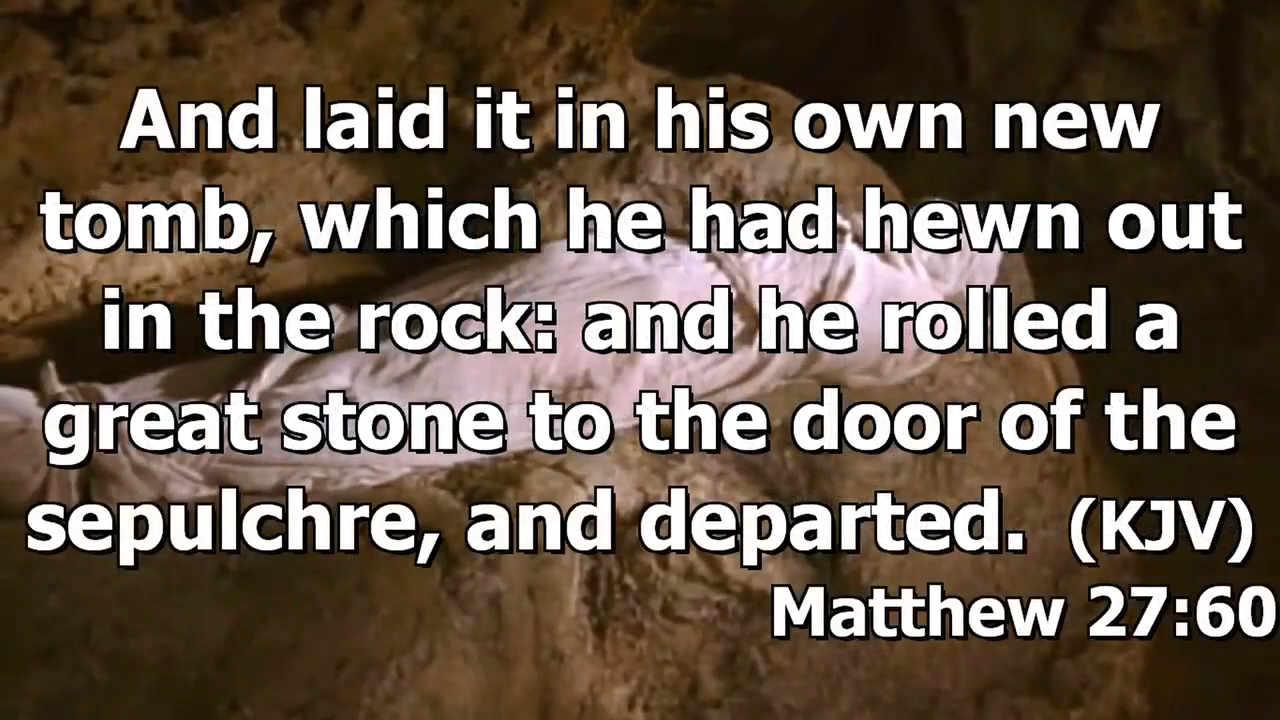 And laid it in his own new
tomb, which he had hewn out
in the rock: and he rolled a
great stone to the door of the
sepulchre, and departed.  (KJV)
Matthew 27:60